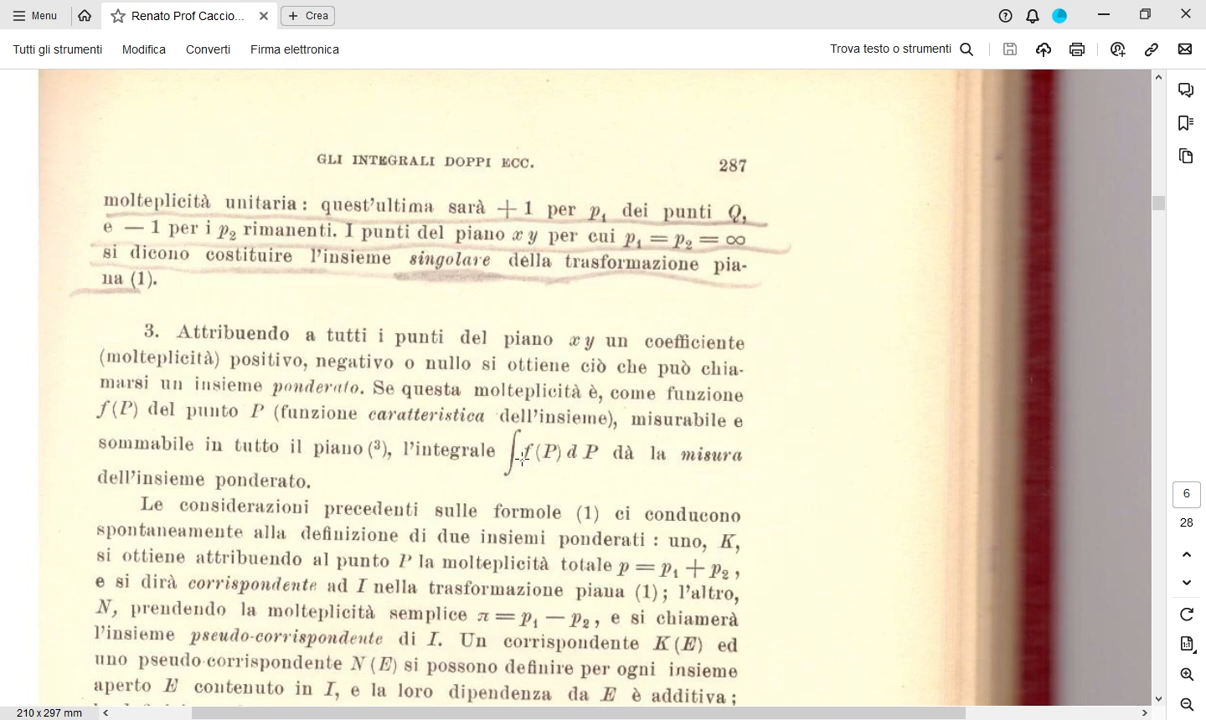 Menu
Renato Prof Caccio...
Crea
Tutti gli strumenti
Modifica
Converti
Firma elettronica
Trova testo o strumenti
GLI INTEGRALI DOPPI ECC. 287
molteplicità unitaria: quest'ultima sarà + 1 per p₁ dei punti Q,
e — 1 per i p₂ rimanenti. I punti del piano x y per cui p₁ = p₂ = ∞
si dicono costituire l'insieme singolare della trasformazione pia-
na (1).
3. Attribuendo a tutti i punti del piano x y un coefficiente
(molteplicità) positivo, negativo o nullo si ottiene ciò che può chia-
marsi un insieme ponderato. Se questa molteplicità è, come funzione
f (P) del punto P (funzione caratteristica dell'insieme), misurabile e
sommabile in tutto il piano (³), l'integrale ∫ f (P) d P dà la misura
dell'insieme ponderato.
Le considerazioni precedenti sulle formole (1) ci conducono
spontaneamente alla definizione di due insiemi ponderati : uno, K,
si ottiene attribuendo al punto P la molteplicità totale p = p₁ + p₂ ,
e si dirà corrispondente ad I nella trasformazione piana (1) ; l'altro,
N, prendendo la molteplicità semplice π = p₁ — p₂ , e si chiamerà
l'insieme pseudo-corrispondente di I. Un corrispondente K (E) ed
uno pseudo-corrispondente N (E) si possono definire per ogni insieme
aperto E contenuto in I, e la loro dipendenza da E è additiva ;
6
28
210 x 297 mm